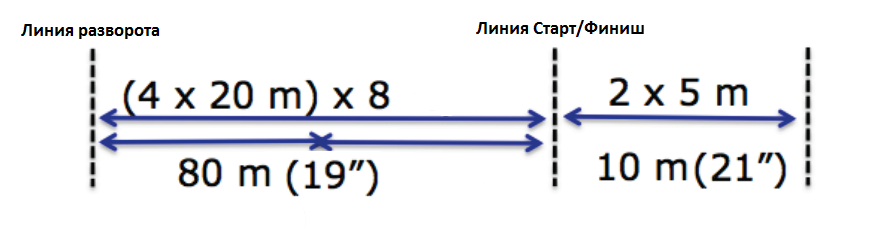 Линия разворота
Линия Старт/Финиш
(4 x 20 m) x 8
2 x 5 m
80 m (19″)
10 m(21″)